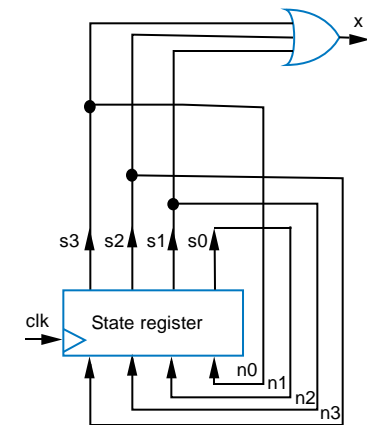 x
s3 s2 s1 s0
clk
State register
n0
n1
n2
n3